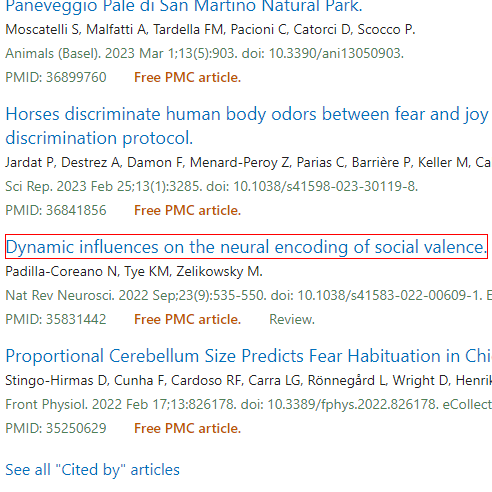 Paneveggio Pale di San Martino Natural Park.
Moscatelli S, Malfatti A, Tardella FM, Pacioni C, Catorci D, Scocco P.
Animals (Basel). 2023 Mar 1;13(5):903. doi: 10.3390/ani13050903.
PMID: 36899760 Free PMC article.
Horses discriminate human body odors between fear and joy
discrimination protocol.
Jardat P, Destrez A, Damon F, Menard-Peroy Z, Parias C, Barrière P, Keller M, Ca
Sci Rep. 2023 Feb 25;13(1):3285. doi: 10.1038/s41598-023-30119-8.
PMID: 36841856 Free PMC article.
Dynamic influences on the neural encoding of social valence.
Padilla-Coreano N, Tye KM, Zelikowsky M.
Nat Rev Neurosci. 2022 Sep;23(9):535-550. doi: 10.1038/s41583-022-00609-1. E
PMID: 35831442 Free PMC article. Review.
Proportional Cerebellum Size Predicts Fear Habituation in Chi
Stingo-Hirmas D, Cunha F, Cardoso RF, Carra LG, Rönnegård L, Wright D, Henrik
Front Physiol. 2022 Feb 17;13:826178. doi: 10.3389/fphys.2022.826178. eCollect
PMID: 35250629 Free PMC article.
See all "Cited by" articles